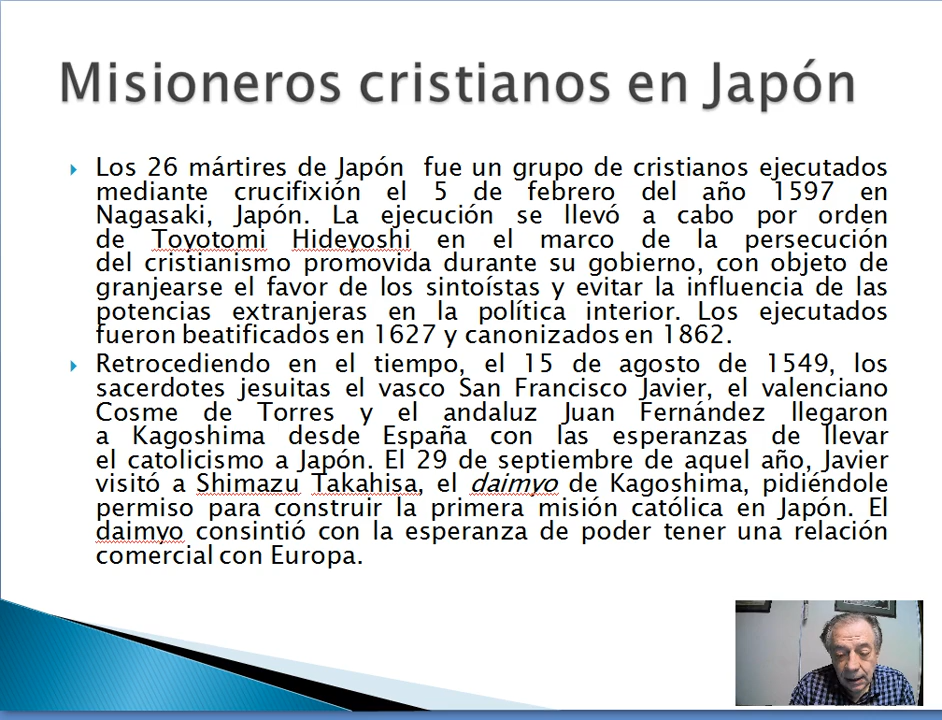 Misioneros cristianos en Japón
Los 26 mártires de Japón fue un grupo de cristianos ejecutados
mediante crucifixión el 5 de febrero del año 1597 en
Nagasaki, Japón. La ejecución se llevó a cabo por orden
de Toyotomi Hideyoshi en el marco de la persecución
del cristianismo promovida durante su gobierno, con objeto de
granjearse el favor de los sintoístas y evitar la influencia de las
potencias extranjeras en la política interior. Los ejecutados
fueron beatificados en 1627 y canonizados en 1862.
Retrocediendo en el tiempo, el 15 de agosto de 1549, los
sacerdotes jesuitas el vasco San Francisco Javier, el valenciano
Cosme de Torres y el andaluz Juan Fernández llegaron
a Kagoshima desde España con las esperanzas de llevar
el catolicismo a Japón. El 29 de septiembre de aquel año, Javier
visitó a Shimazu Takahisa, el daimyo de Kagoshima, pidiéndole
permiso para construir la primera misión católica en Japón. El
daimyo consintió con la esperanza de poder tener una relación
comercial con Europa.